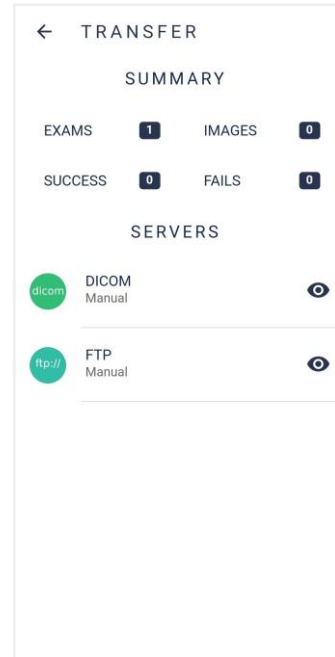 TRANSFER
SUMMARY
EXAMS 1 IMAGES 0
SUCCESS 0 FAILS 0
SERVERS
dicom DICOM
Manual
ftp:// FTP
Manual